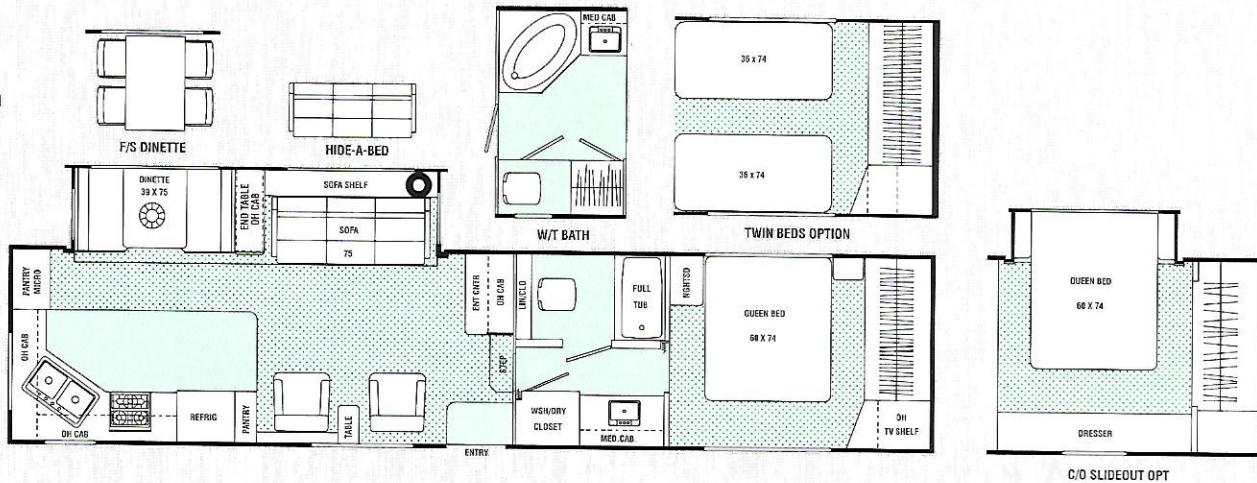 F/S DINETTE
HIDE-A-BED
MED CAB
W/T BATH
36 x 74
36 x 74
TWIN BEDS OPTION
DINETTE
39 X 75
END TABLE
OH CAB
SOFA SHELF
SOFA
75
PANTRY
MICRO
OH CAB
OH CAB
REFRIG
PANTRY
TABLE
ENT CNTR
OH CAB
STEP
ENTRY
LIN/CLO
FULL
TUB
WSH/DRY
CLOSET
MED.CAB
NGHTSD
QUEEN BED
60 X 74
OH
TV SHELF
QUEEN BED
60 X 74
DRESSER
C/O SLIDEOUT OPT